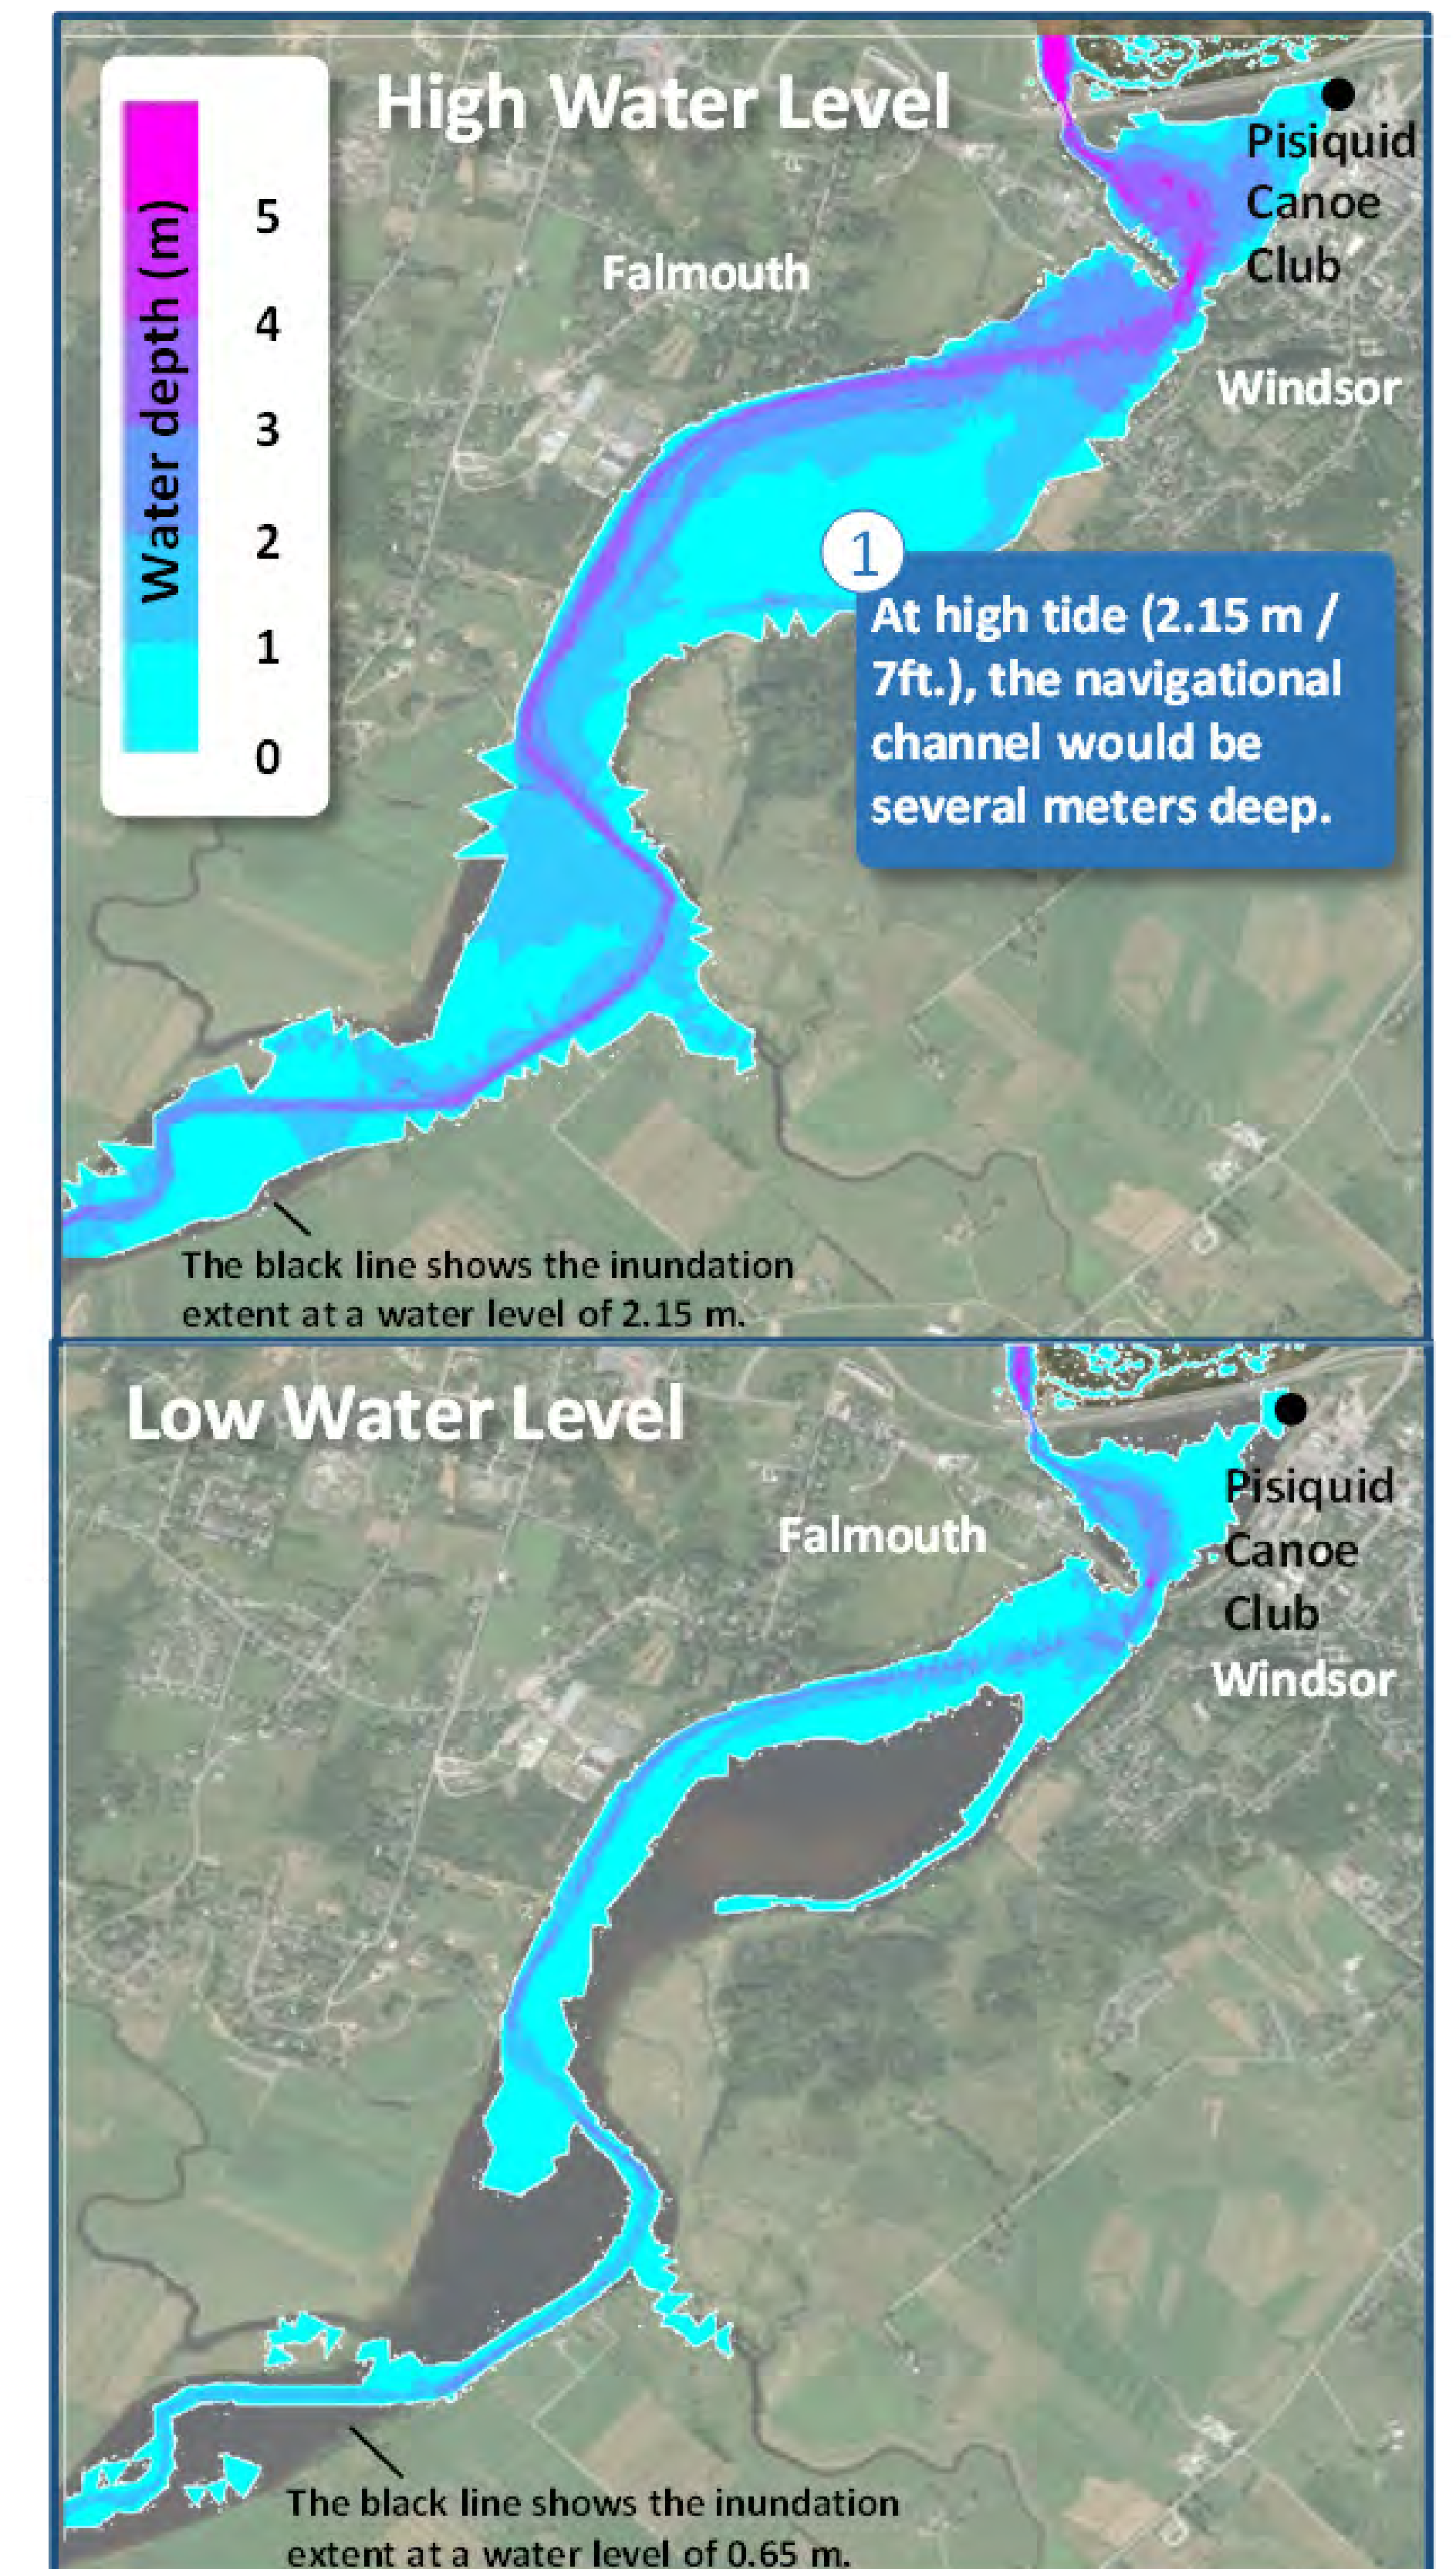 High Water Level
Water depth (m)
5
4
3
2
1
0
Pisiquid
Canoe
Club
Falmouth
Windsor
1
At high tide (2.15 m /
7ft.), the navigational
channel would be
several meters deep.
The black line shows the inundation
extent at a water level of 2.15 m.
Low Water Level
Pisiquid
Canoe
Club
Falmouth
Windsor
The black line shows the inundation
extent at a water level of 0.65 m.